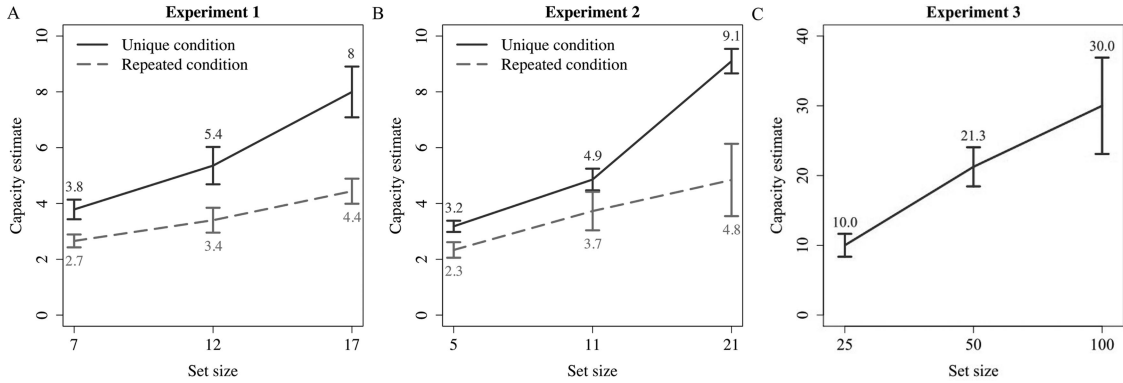 A
Experiment 1
Capacity estimate
10
8
6
4
2
0
Unique condition
Repeated condition
3.8
5.4
8
2.7
3.4
4.4
7
12
17
Set size
B
Experiment 2
Capacity estimate
10
8
6
4
2
0
Unique condition
Repeated condition
3.2
4.9
9.1
2.3
3.7
4.8
5
11
21
Set size
C
Experiment 3
Capacity estimate
40
30
20
10
0
10.0
21.3
30.0
25
50
100
Set size